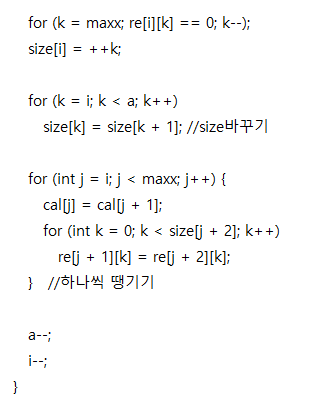 for (k = maxx; re[i][k] == 0; k--);
size[i] = ++k;
for (k = i; k < a; k++)
size[k] = size[k + 1]; //size바꾸기
for (int j = i; j < maxx; j++) {
cal[j] = cal[j + 1];
for (int k = 0; k < size[j + 2]; k++)
re[j + 1][k] = re[j + 2][k];
} //하나씩 땡기기
a--;
i--;
}